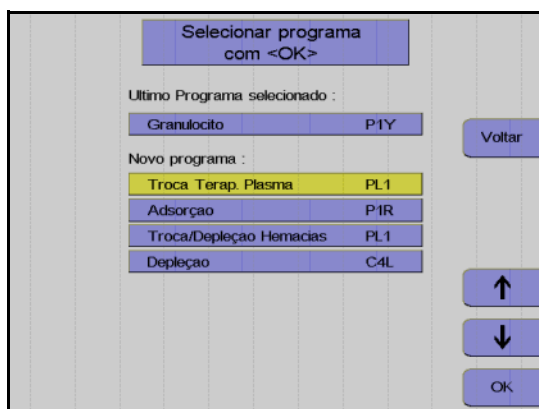 Selecionar programa
com <OK>
Ultimo Programa selecionado :
Granulocito P1Y
Voltar
Novo programa :
Troca Terap. Plasma PL1
Adsorçao P1R
Troca/Depleçao Hemacias PL1
Depleçao C4L
↑
↓
OK